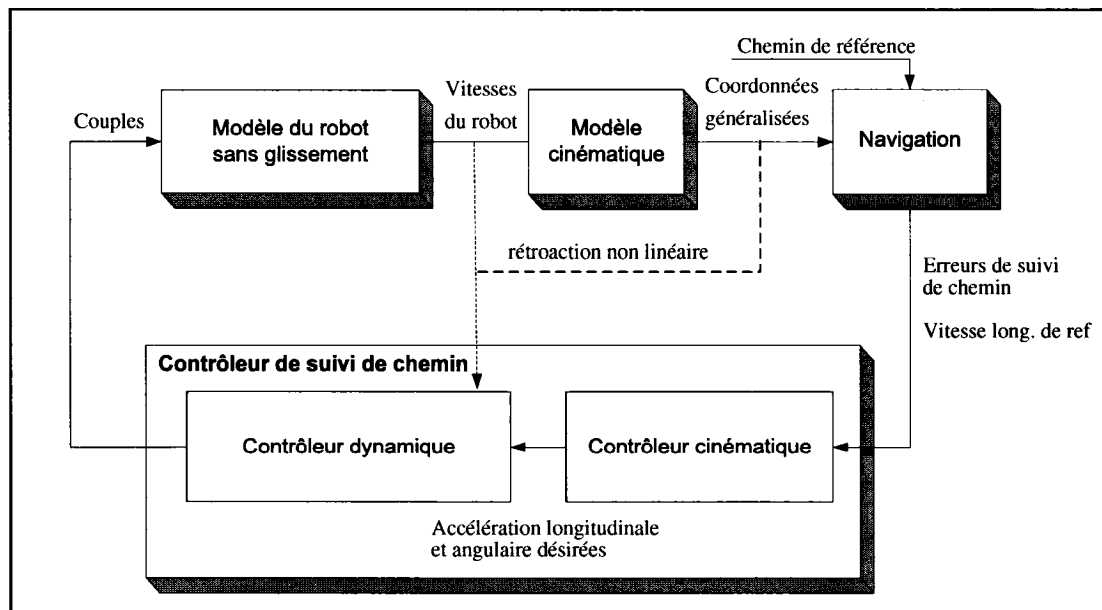 Chemin de référence
Couples
Modèle du robot
sans glissement
Vitesses
du robot
Modèle
cinématique
Coordonnées
généralisées
Navigation
rétroaction non linéaire
Erreurs de suivi
de chemin
Vitesse long. de ref
Contrôleur de suivi de chemin
Contrôleur dynamique
Contrôleur cinématique
Accélération longitudinale
et angulaire désirées